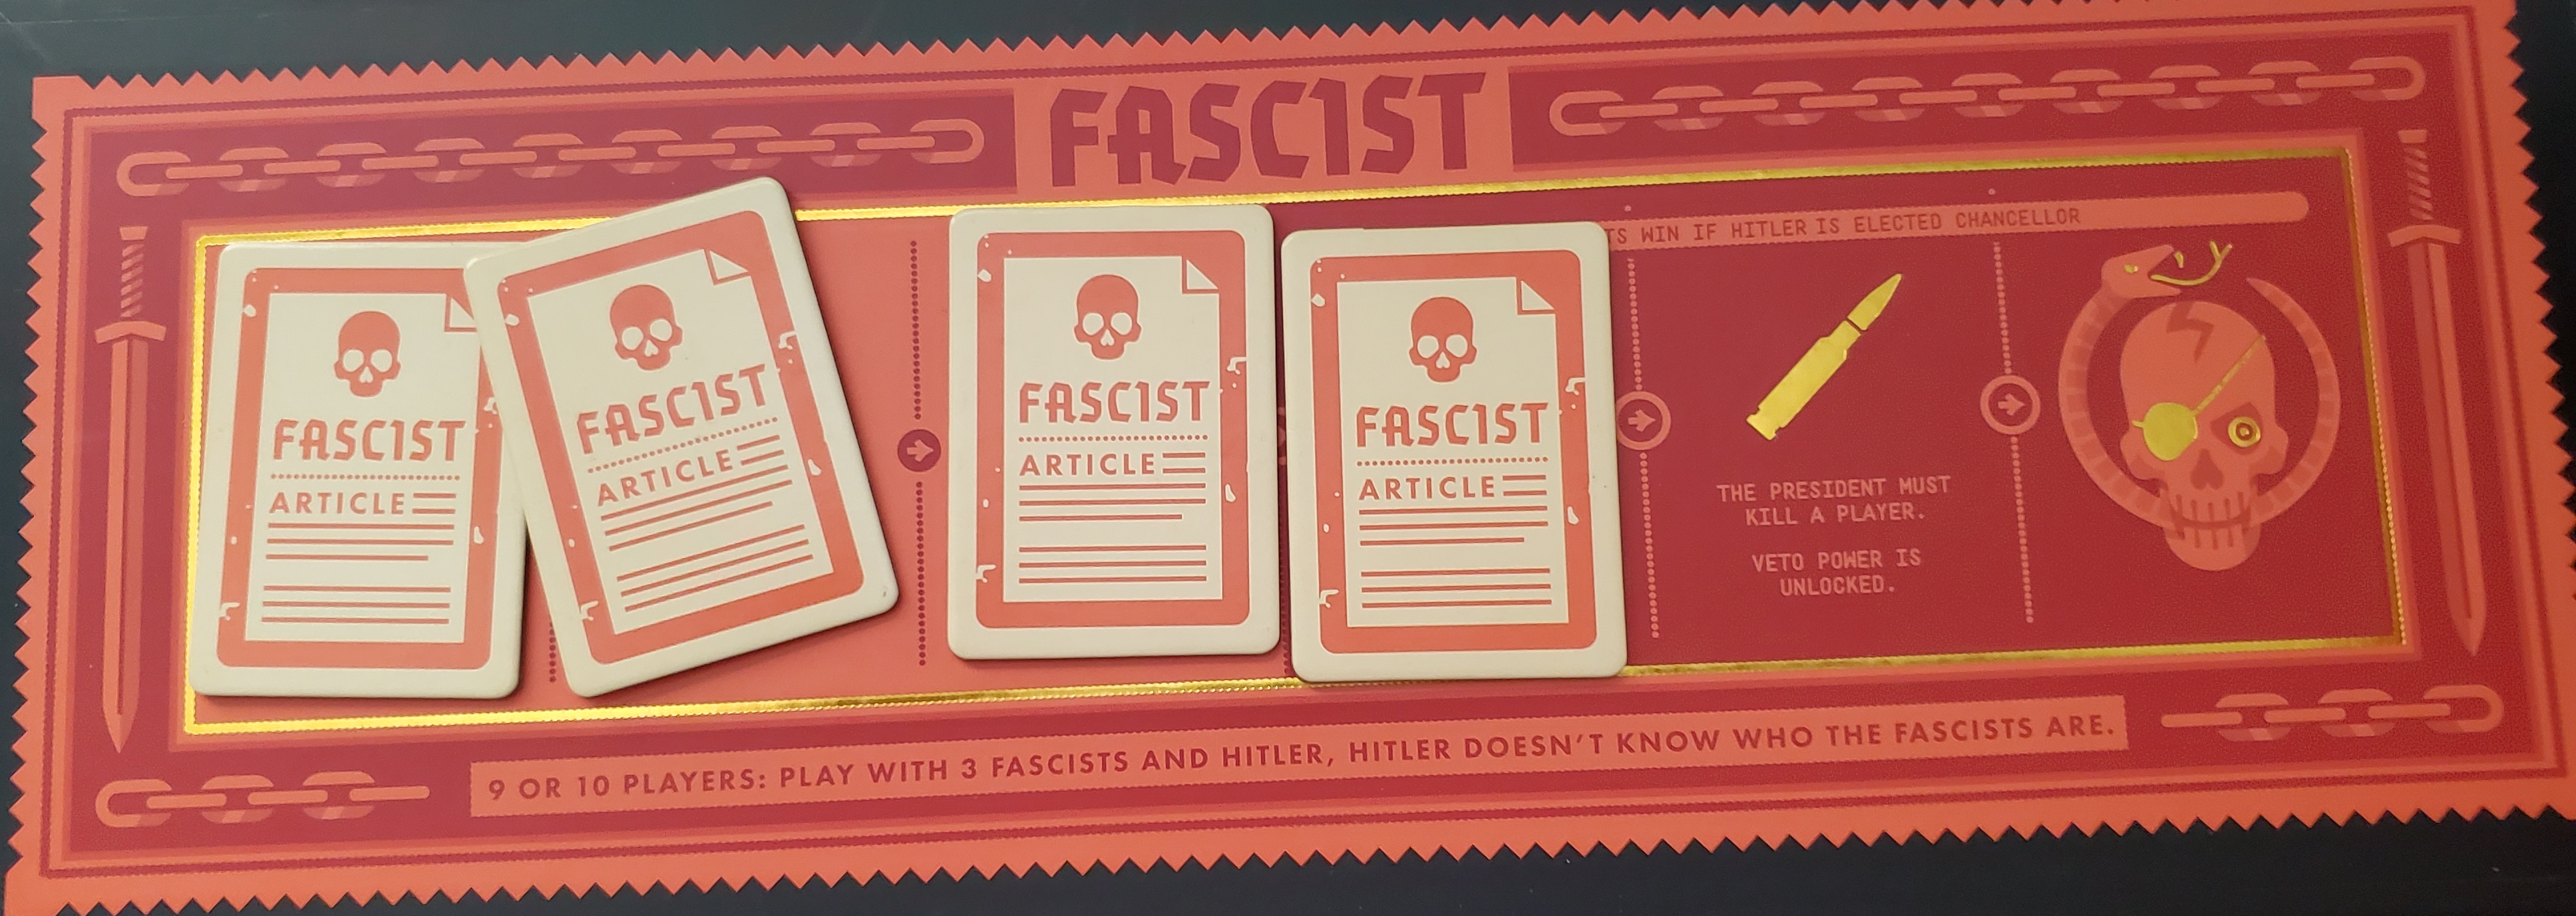 FASCIST
WIN IF HITLER IS ELECTED CHANCELLOR
FASCIST
ARTICLE
FASCIST
ARTICLE
FASCIST
ARTICLE
FASCIST
ARTICLE
THE PRESIDENT MUST
KILL A PLAYER.
VETO POWER IS
UNLOCKED.
9 OR 10 PLAYERS: PLAY WITH 3 FASCISTS AND HITLER, HITLER DOESN'T KNOW WHO THE FASCISTS ARE.